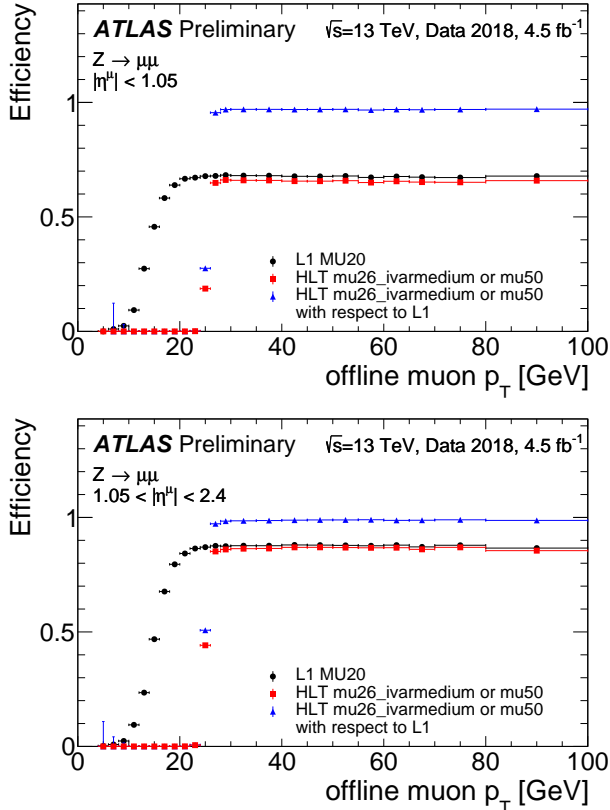 Efficiency
ATLAS Preliminary
√s=13 TeV, Data 2018, 4.5 fb⁻¹
Z → μμ
|η^μ| < 1.05
1
0.5
0
L1 MU20
HLT mu26_ivarmedium or mu50
HLT mu26_ivarmedium or mu50
with respect to L1
0 20 40 60 80 100
offline muon p_T [GeV]
Efficiency
ATLAS Preliminary
√s=13 TeV, Data 2018, 4.5 fb⁻¹
Z → μμ
1.05 < |η^μ| < 2.4
1
0.5
0
L1 MU20
HLT mu26_ivarmedium or mu50
HLT mu26_ivarmedium or mu50
with respect to L1
0 20 40 60 80 100
offline muon p_T [GeV]